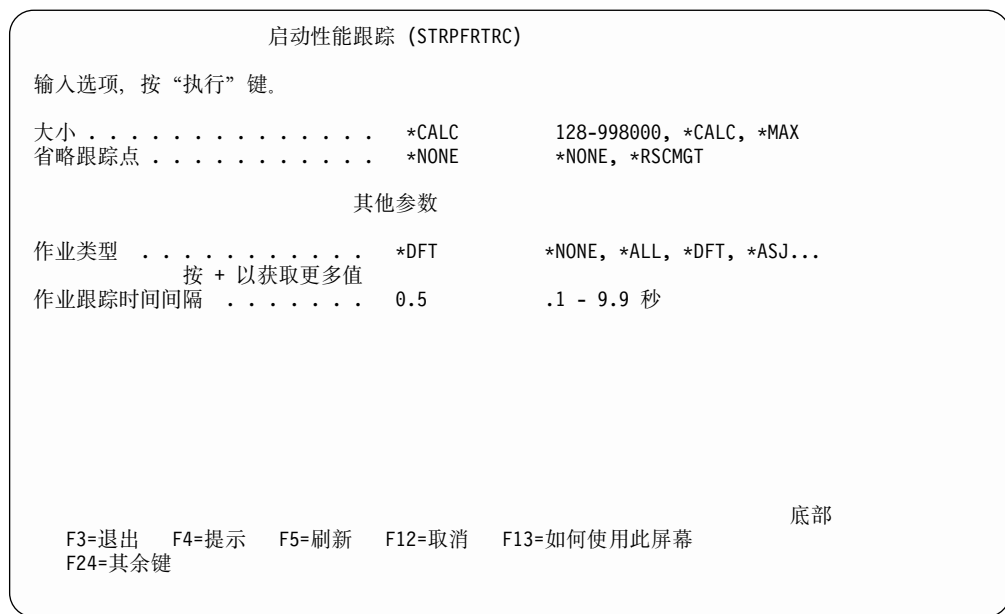 启动性能跟踪 (STRPFRTRC)
输入选项，按“执行”键。
大小 . . . . . . . . . . . . . .   *CALC   128-998000, *CALC, *MAX
省略跟踪点 . . . . . . . . . . .   *NONE   *NONE, *RSCMGT
其他参数
作业类型  . . . . . . . . . . .   *DFT   *NONE, *ALL, *DFT, *ASJ...
按 + 以获取更多值
作业跟踪时间间隔  . . . . . . .   0.5   .1 - 9.9 秒
底部
F3=退出   F4=提示   F5=刷新   F12=取消   F13=如何使用此屏幕
F24=其余键